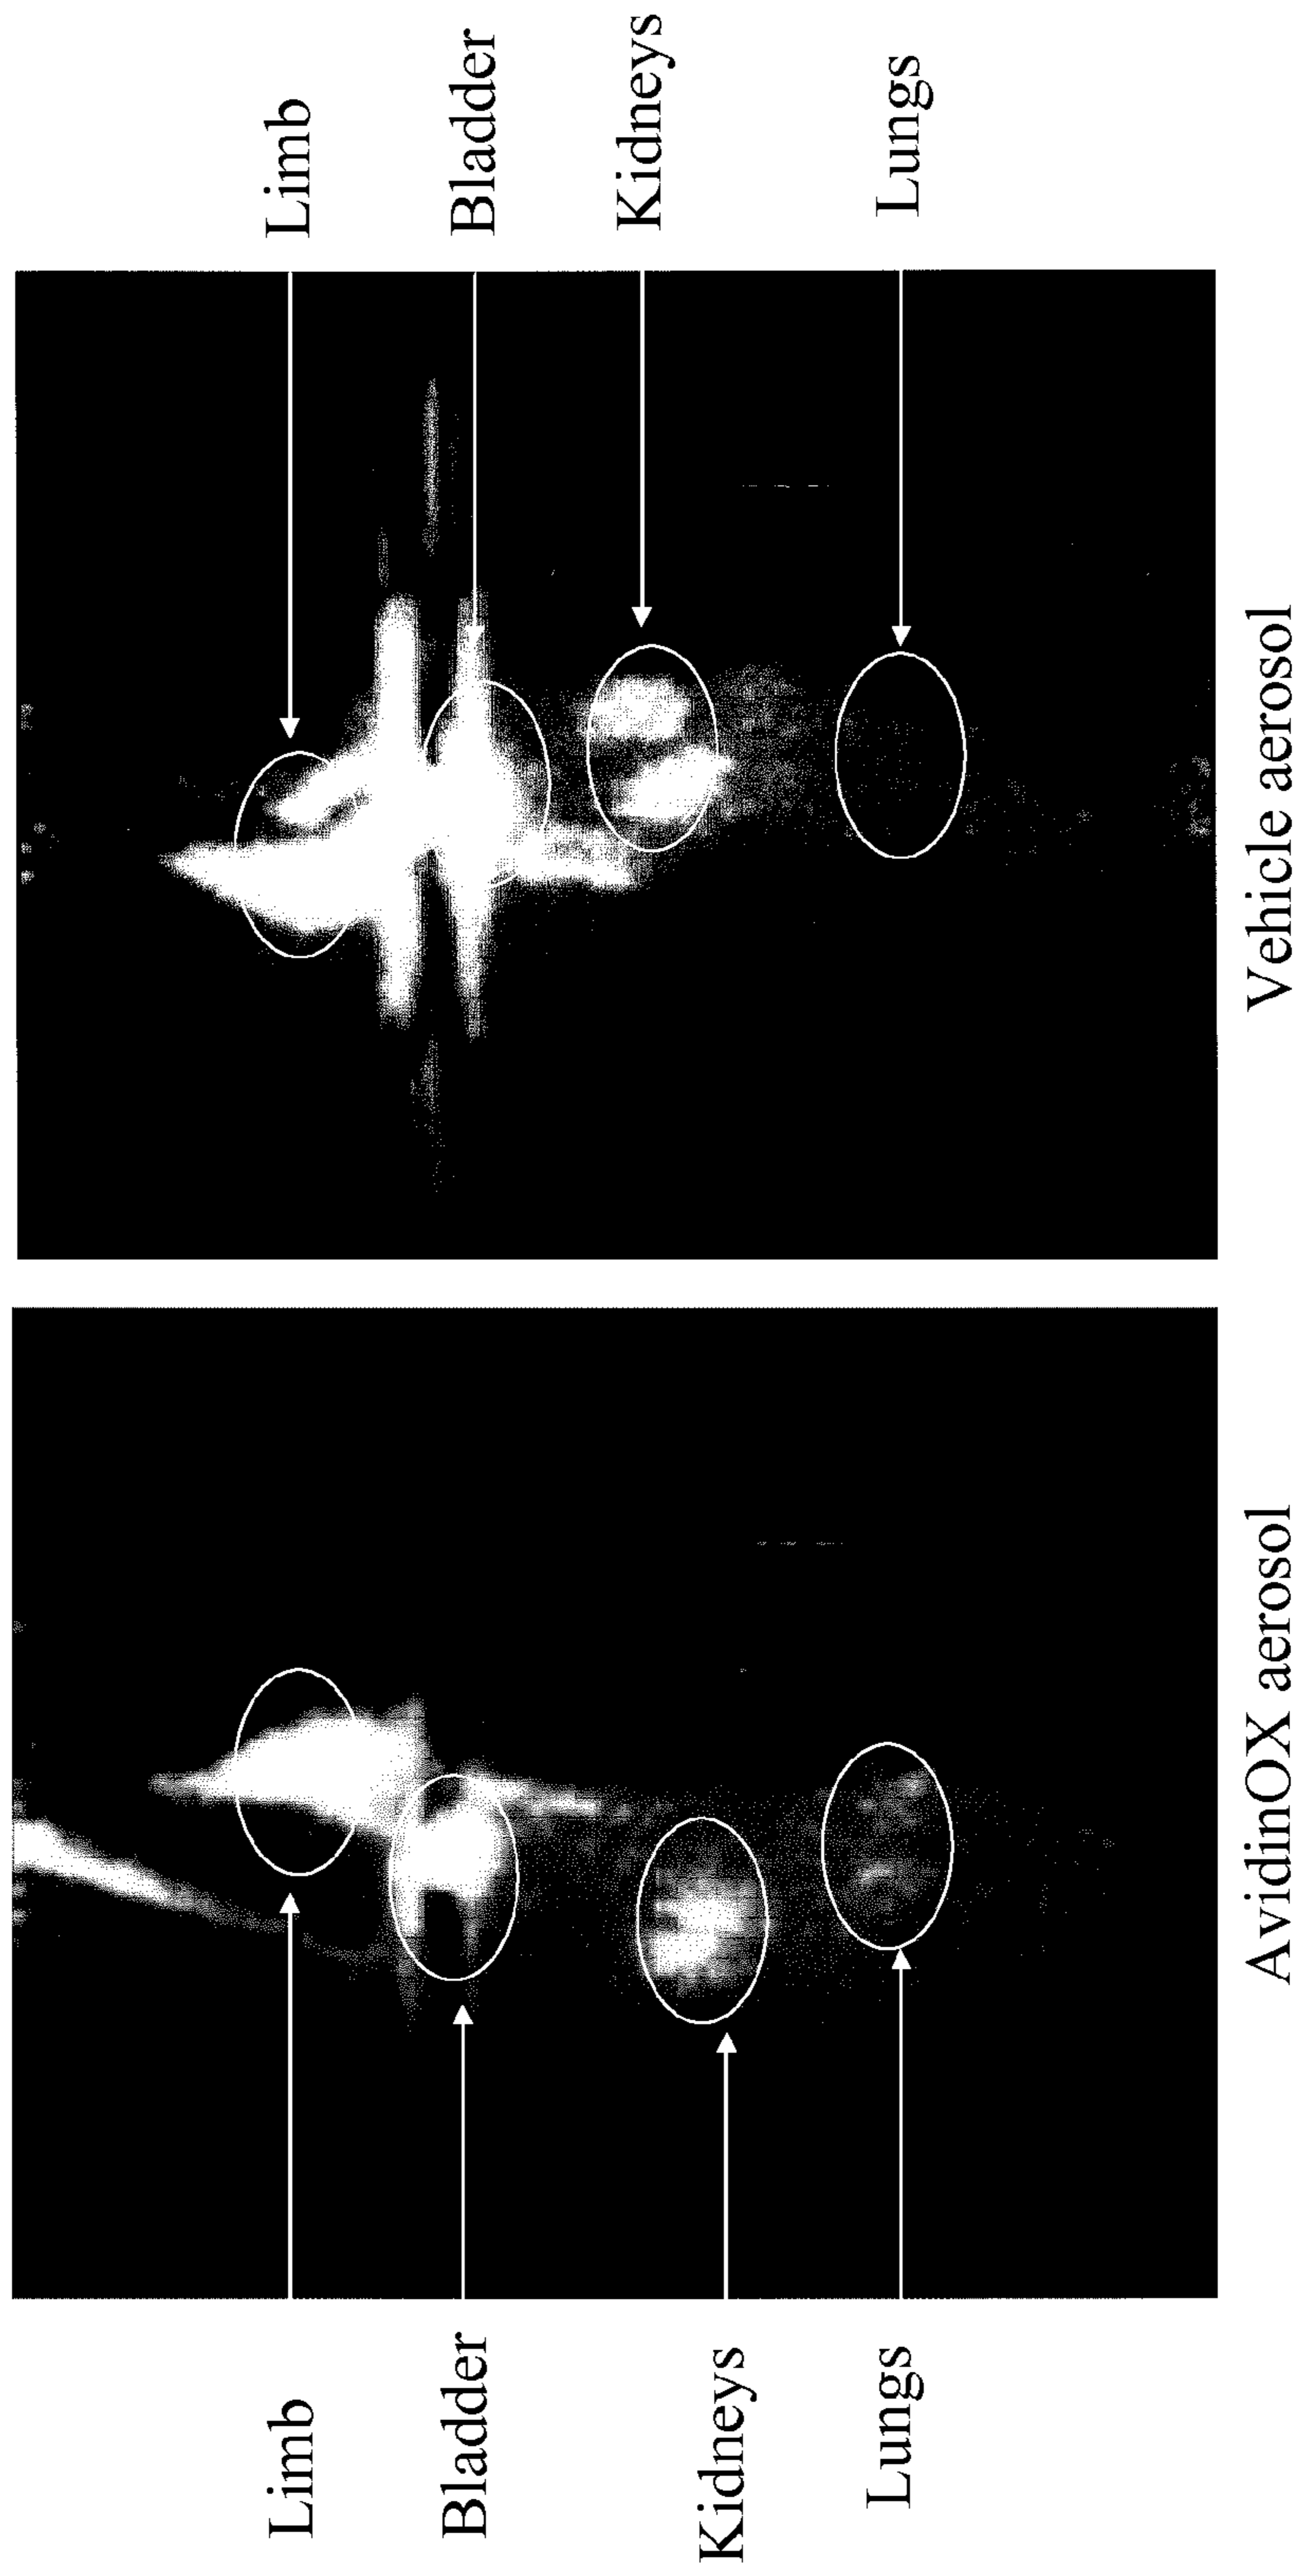 Limb
Bladder
Kidneys
Lungs
AvidinOX aerosol
Limb
Bladder
Kidneys
Lungs
Vehicle aerosol